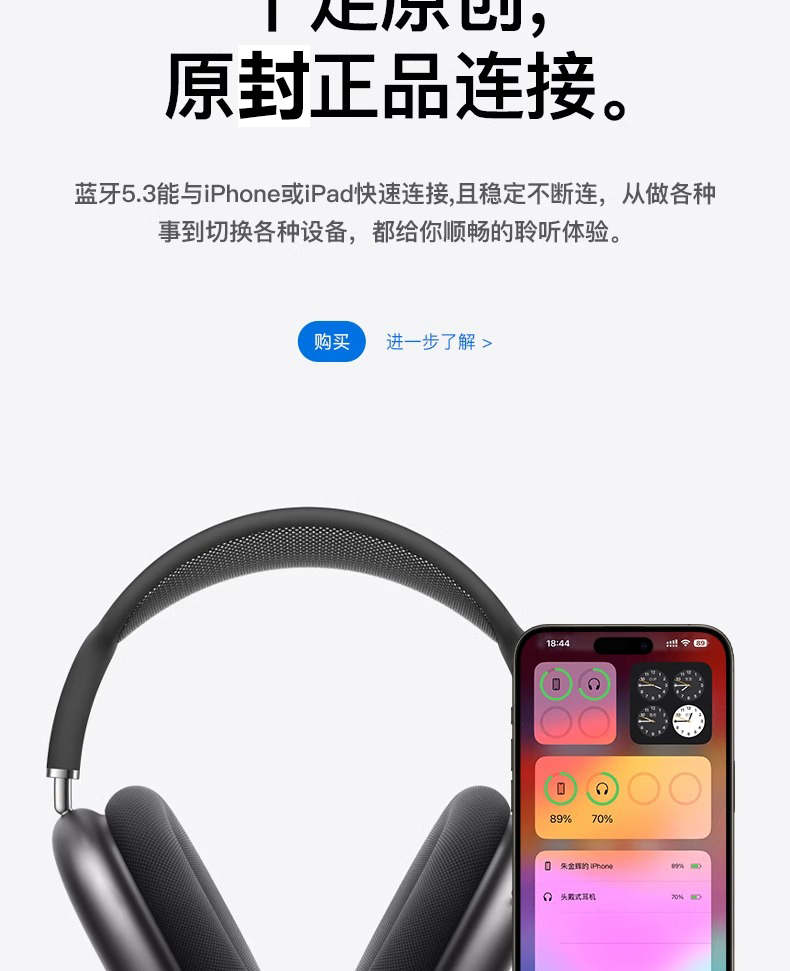 原封正品连接。
蓝牙5.3能与iPhone或iPad快速连接,且稳定不断连，从做各种
事到切换各种设备，都给你顺畅的聆听体验。
购买 进一步了解 >
18:44
89
89% 70%
朱金辉的 iPhone 89%
头戴式耳机 70%